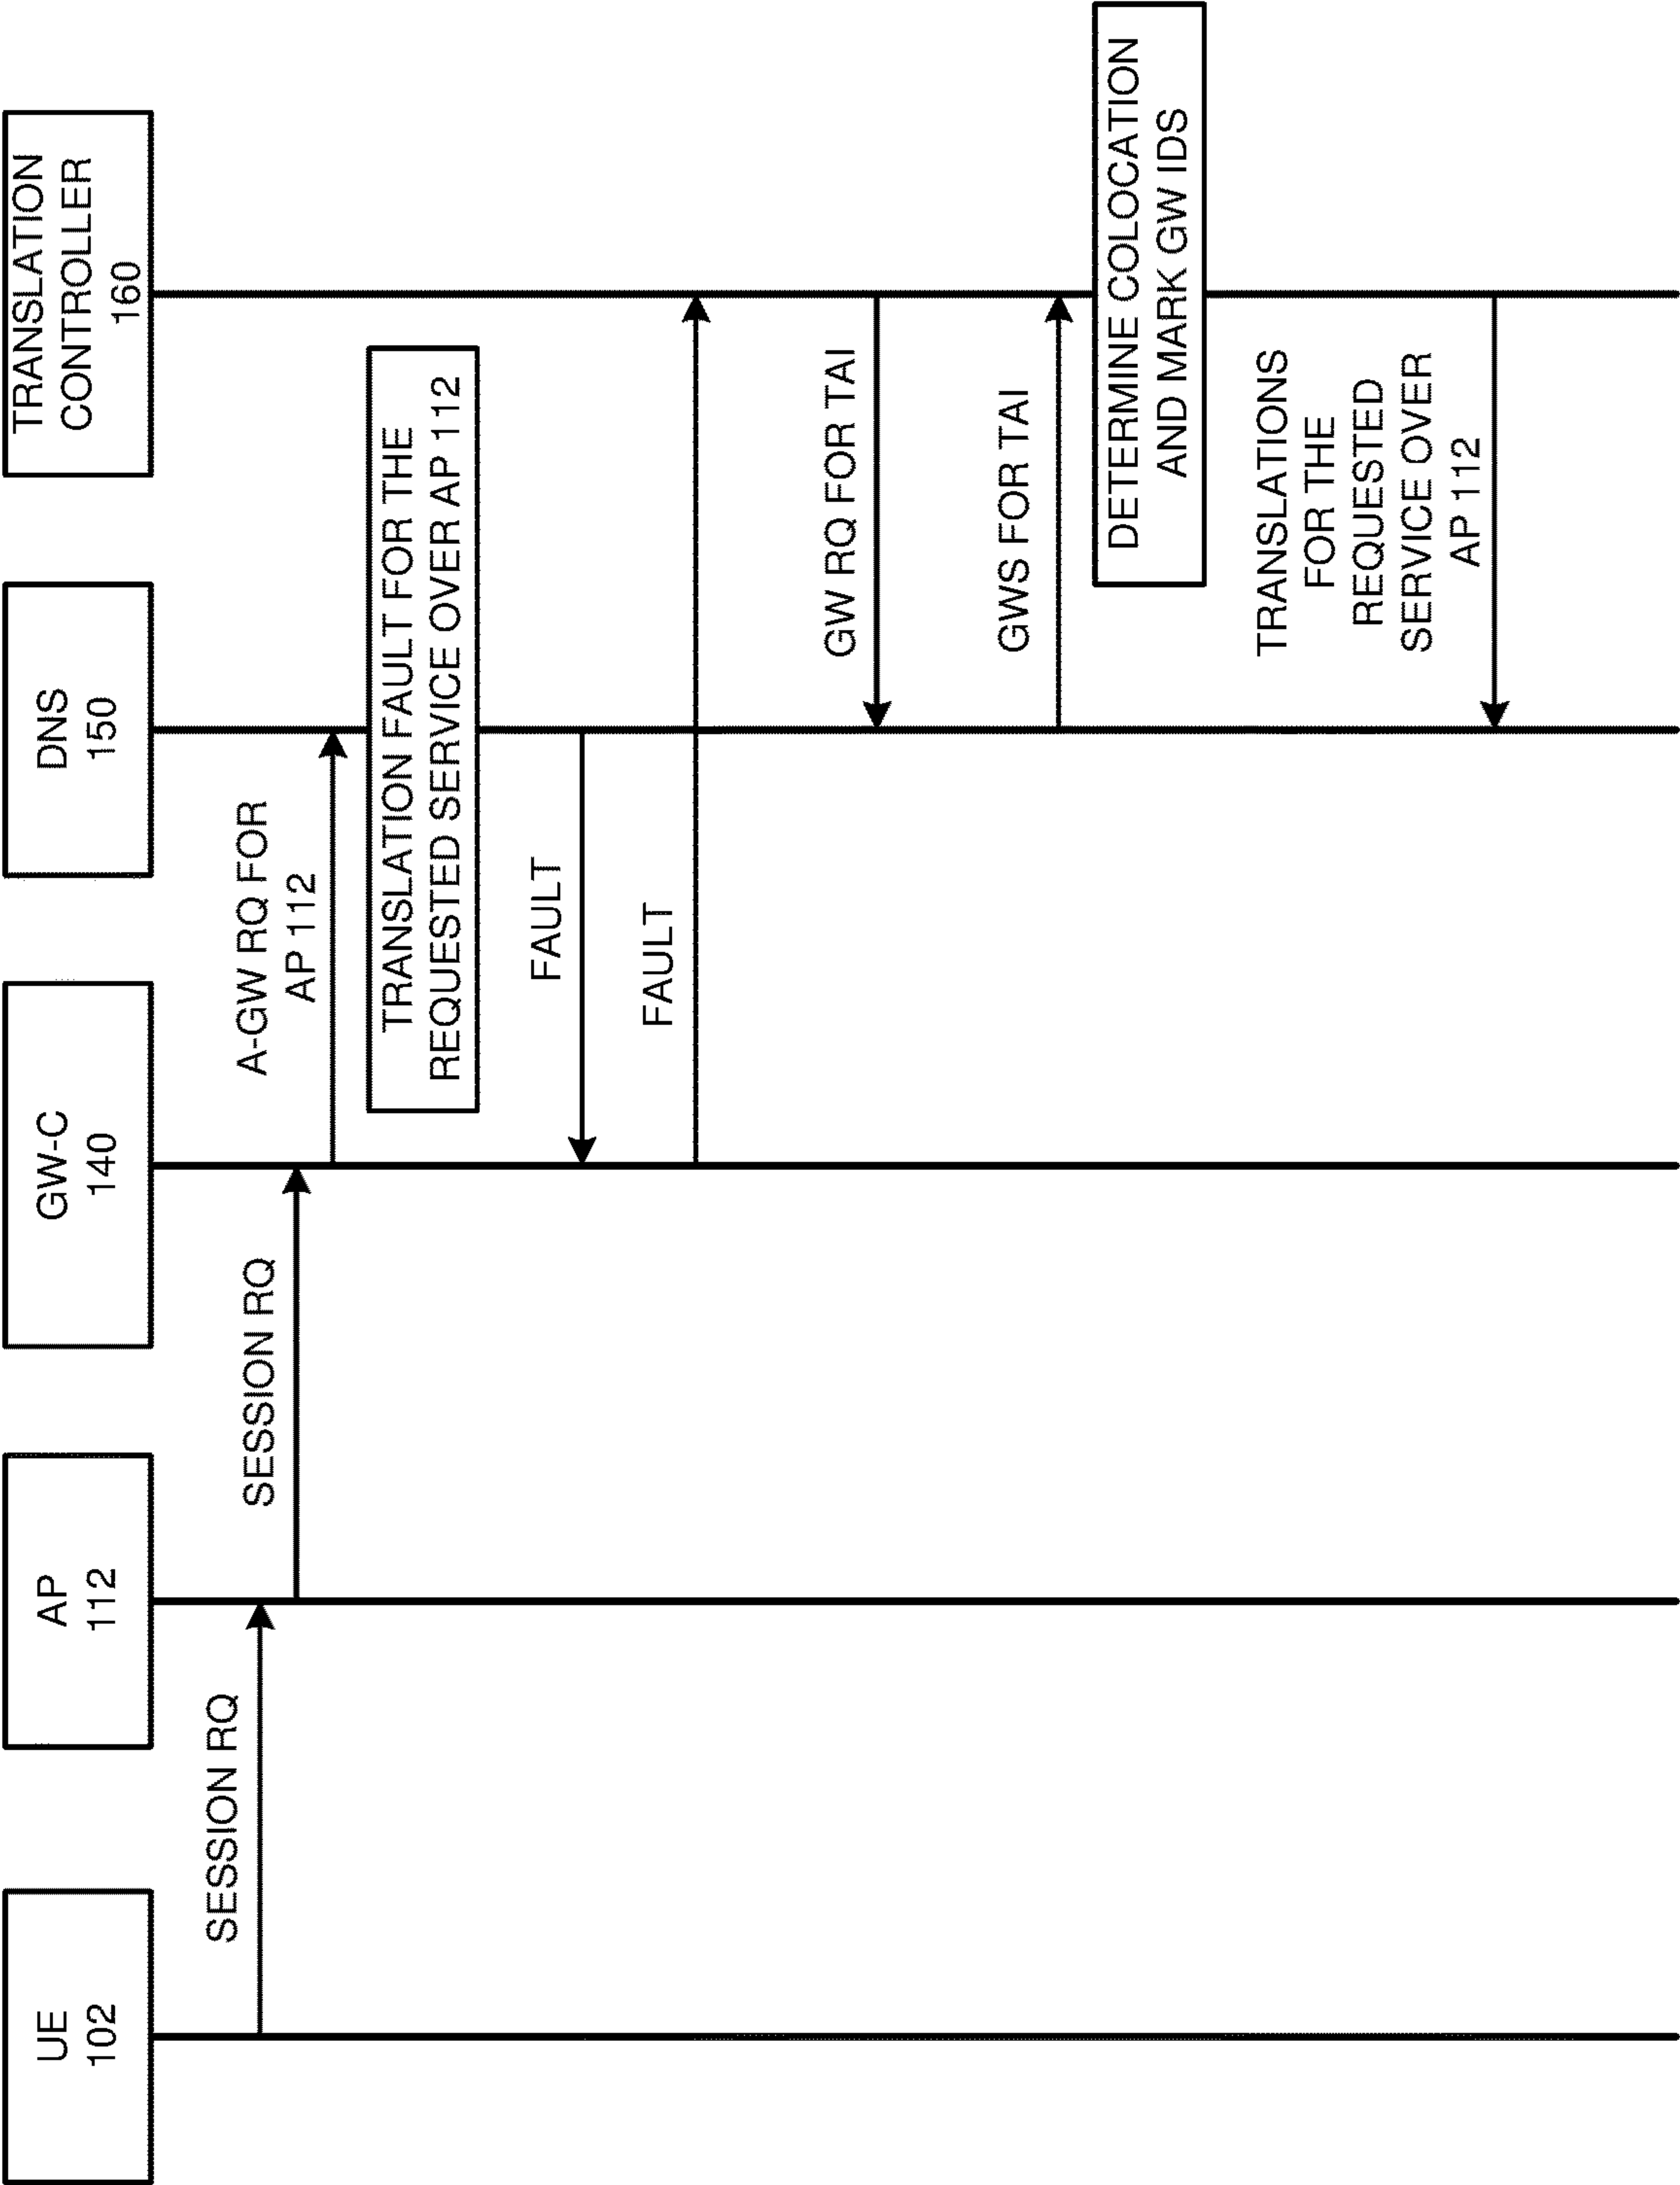 UE
102
AP
112
GW-C
140
DNS
150
TRANSLATION
CONTROLLER
160
SESSION RQ
SESSION RQ
A-GW RQ FOR
AP 112
TRANSLATION FAULT FOR THE
REQUESTED SERVICE OVER AP 112
FAULT
FAULT
GW RQ FOR TAI
GWS FOR TAI
DETERMINE COLOCATION
AND MARK GW IDS
TRANSLATIONS
FOR THE
REQUESTED
SERVICE OVER
AP 112